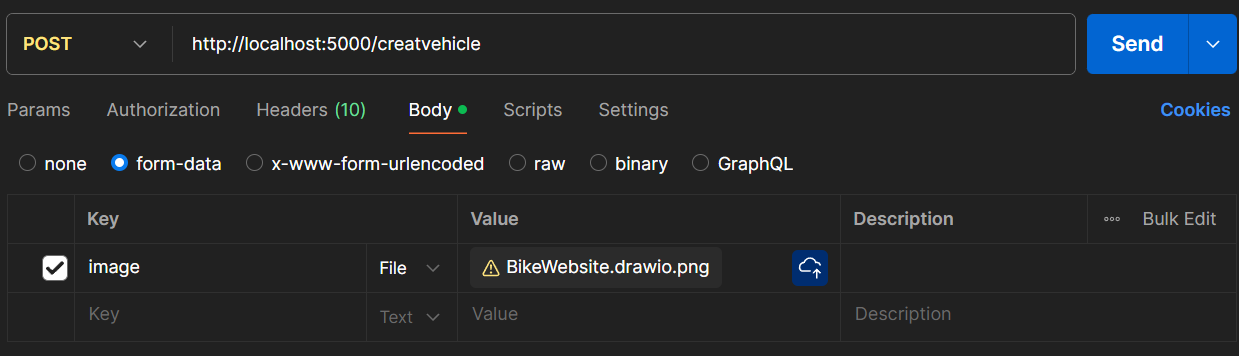 POST http://localhost:5000/creatvehicle Send
Params Authorization Headers (10) Body Scripts Settings Cookies
none form-data x-www-form-urlencoded raw binary GraphQL
Key Value Description Bulk Edit
image File BikeWebsite.drawio.png
Key Text Value Description